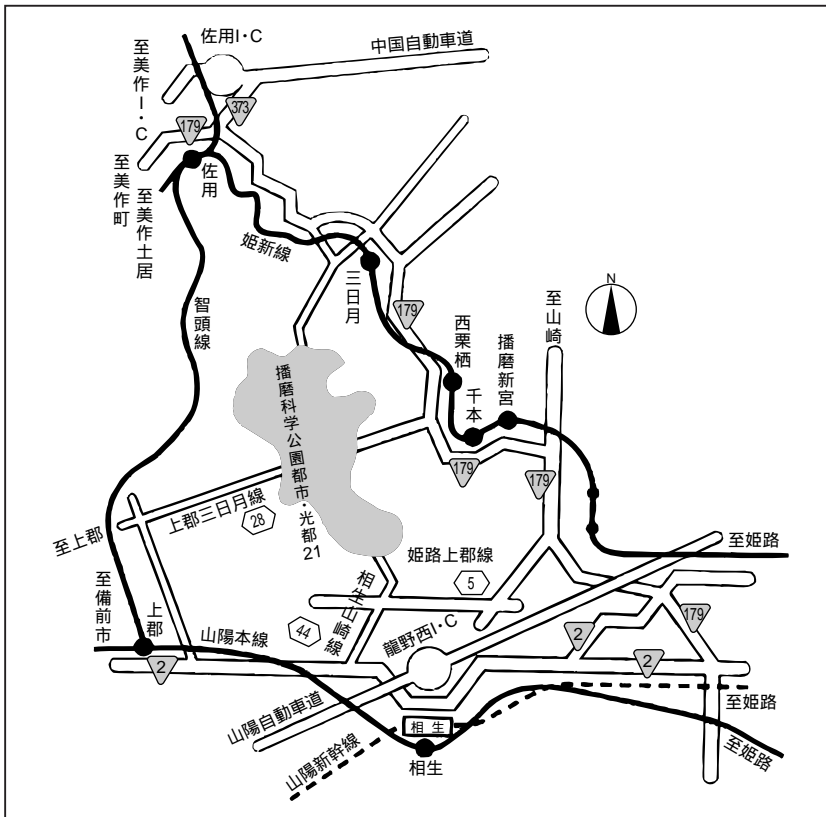 佐用I・C
中国自動車道
至美作I・C
373
179
佐用
至美作町
至美作土居
姫新線
三日月
179
智頭線
西栗栖
千本
播磨新宮
至山崎
N
播磨科学公園都市・光都21
179
179
上郡三日月線
28
至上郡
至備前市
上郡
山陽本線
2
姫路上郡線
5
相生山崎線
44
龍野西I・C
至姫路
179
2
2
山陽自動車道
相生
相生
山陽新幹線
至姫路
至姫路